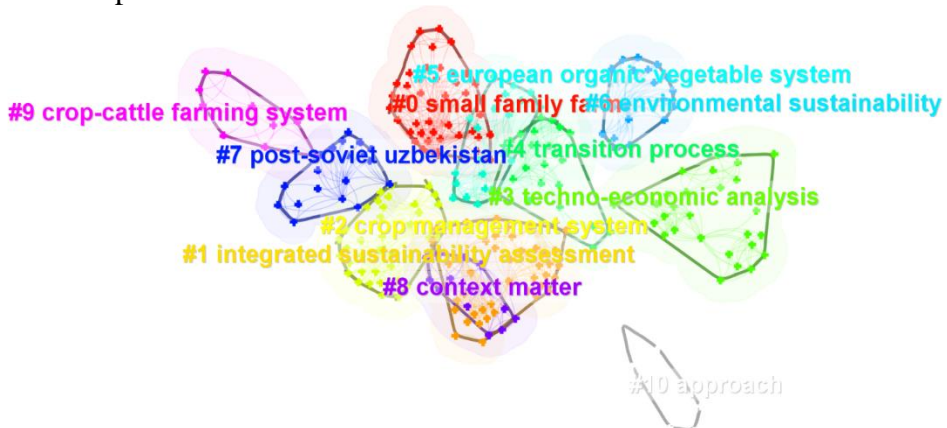 #5 european organic vegetable system
#0 small family farm
#6 environmental sustainability
#9 crop-cattle farming system
#7 post-soviet uzbekistan
#4 transition process
#3 techno-economic analysis
#2 crop management system
#1 integrated sustainability assessment
#8 context matter
#10 approach